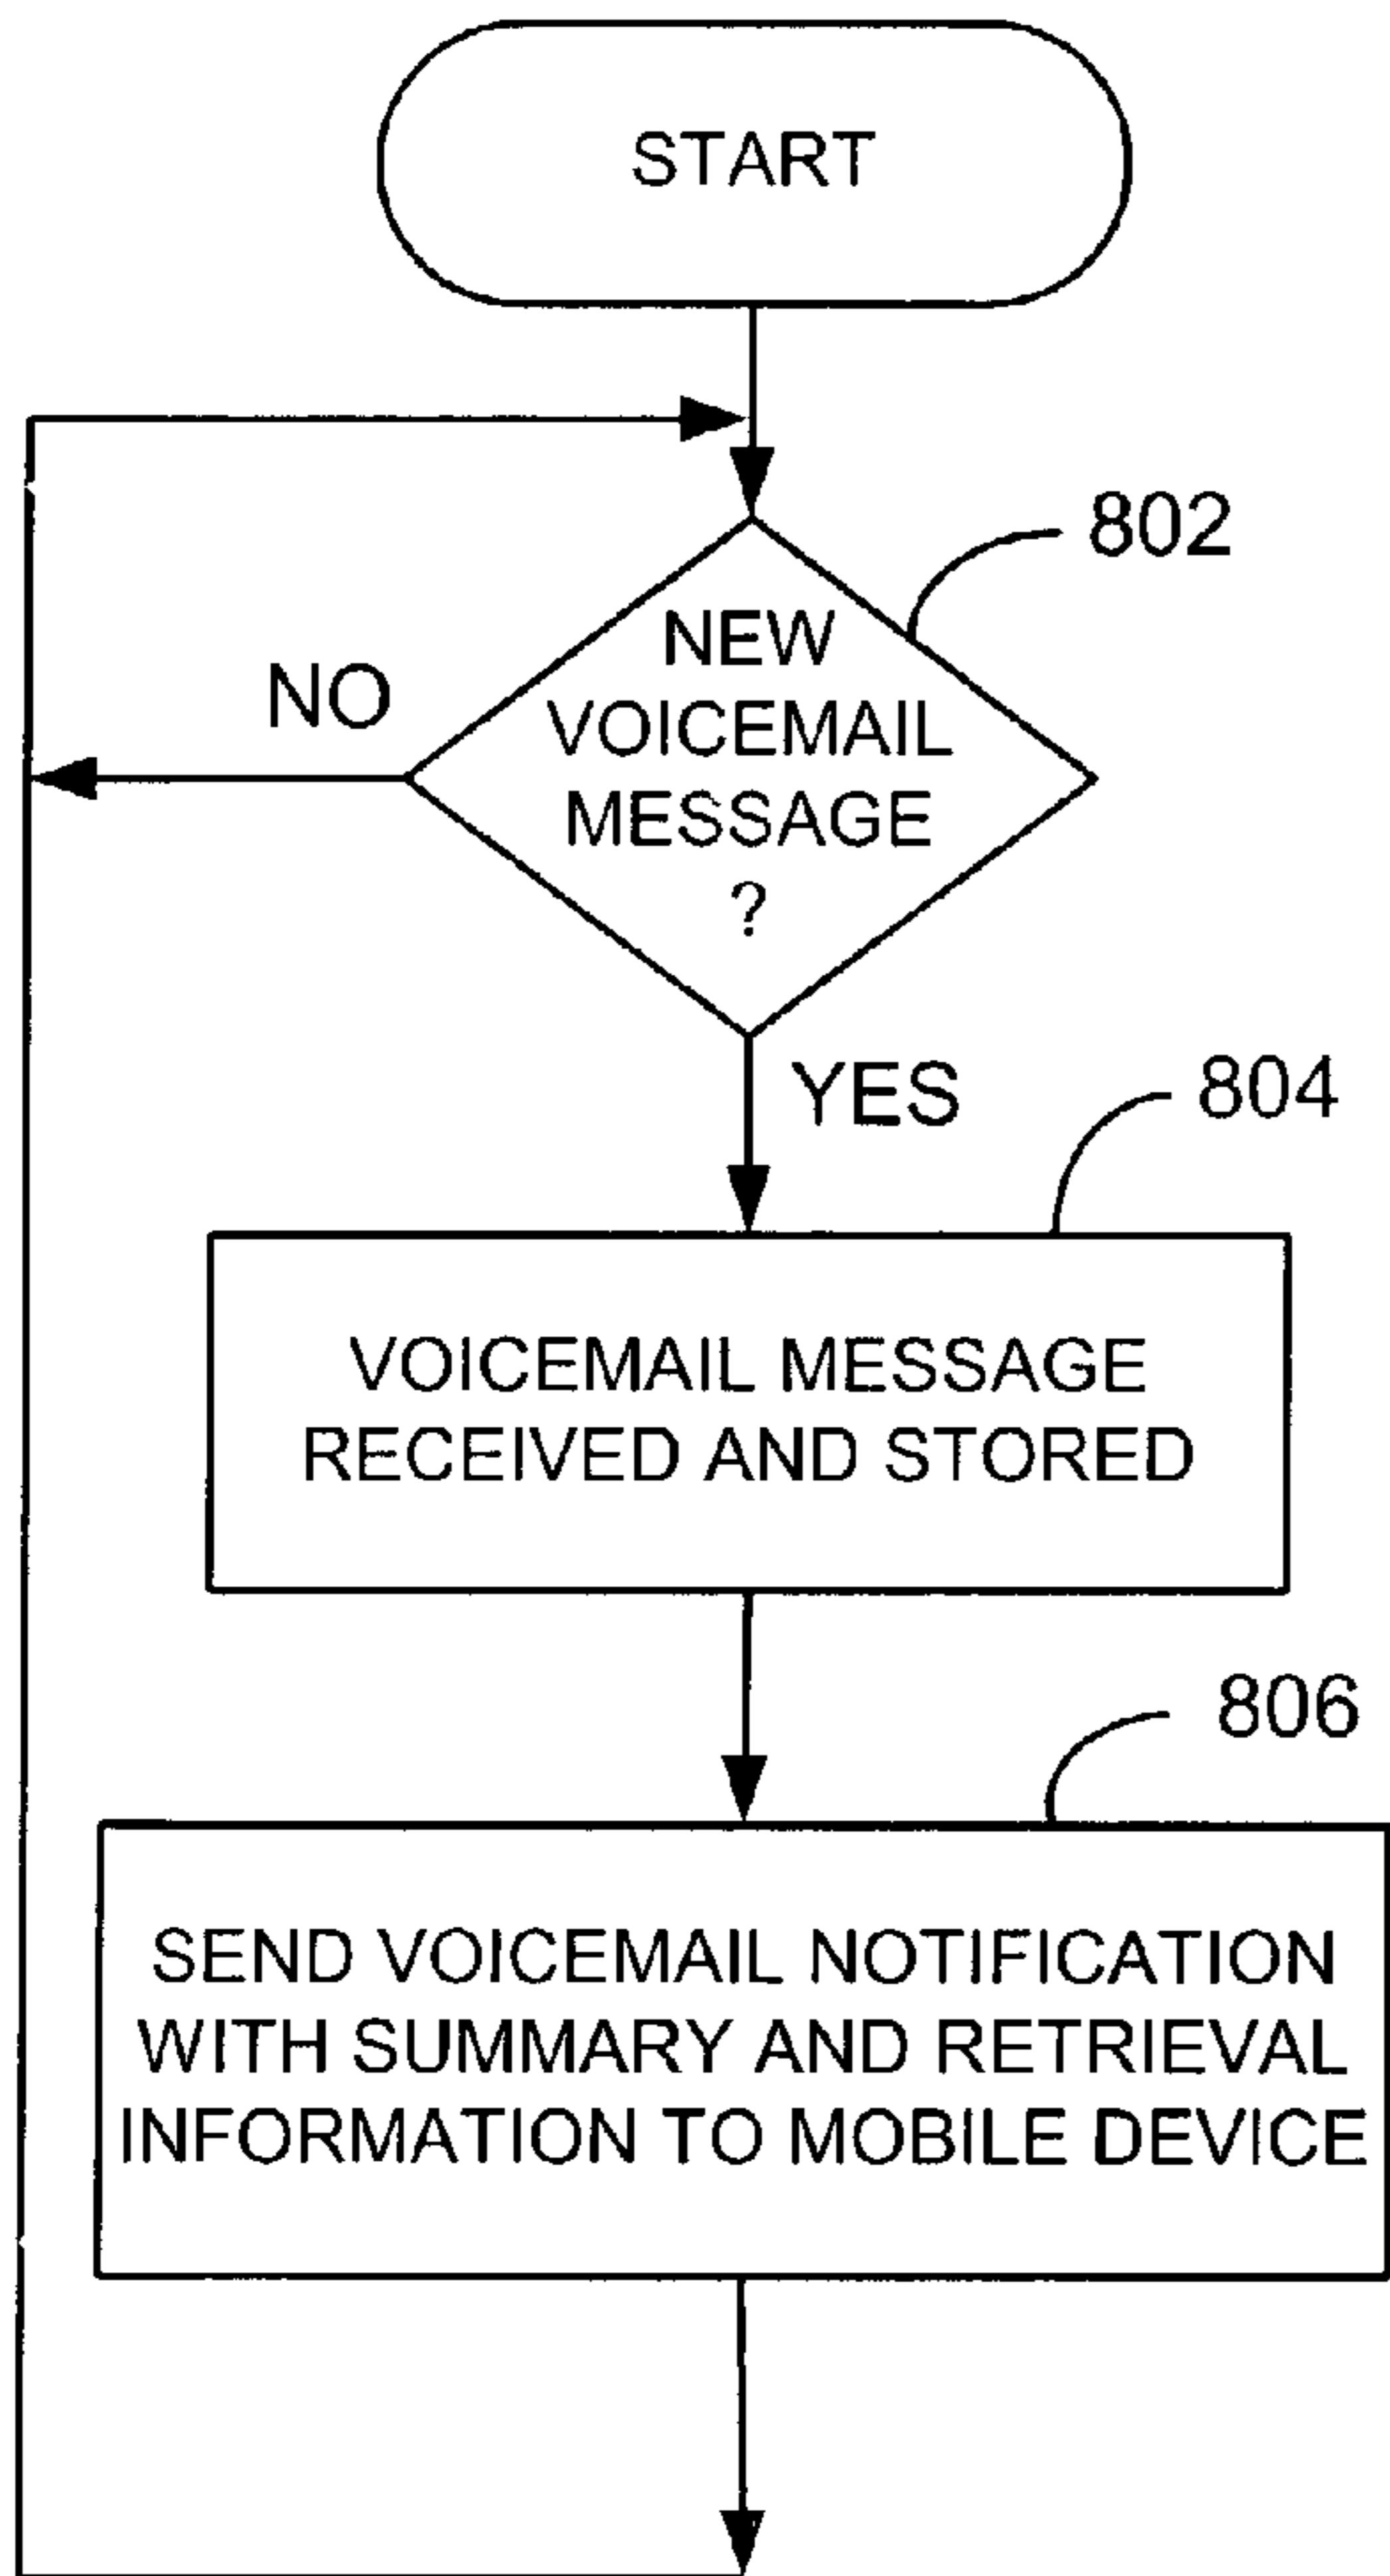 START
802
NEW
VOICEMAIL
MESSAGE
?
NO
YES
804
VOICEMAIL MESSAGE
RECEIVED AND STORED
806
SEND VOICEMAIL NOTIFICATION
WITH SUMMARY AND RETRIEVAL
INFORMATION TO MOBILE DEVICE